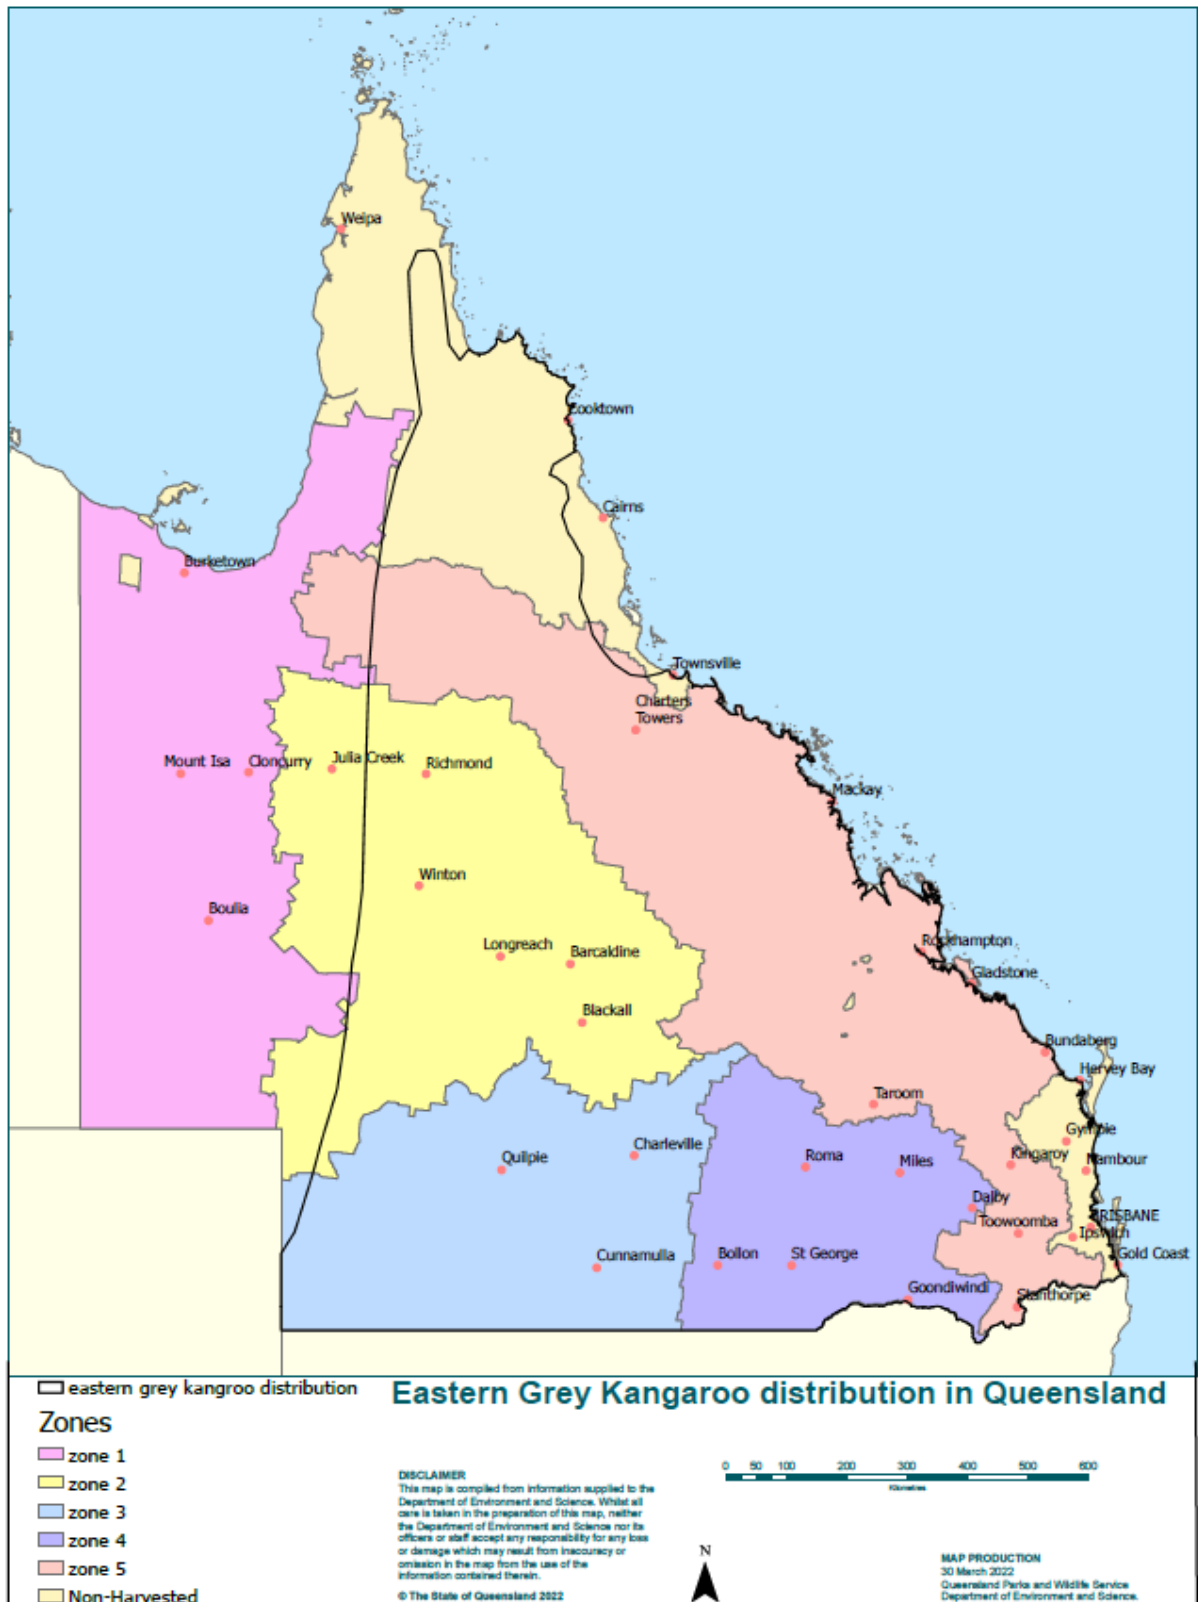 Weipa
Cooktown
Cairns
Burketown
Townsville
Charters
Towers
Mount Isa
Cloncurry
Julia Creek
Richmond
Mackay
Winton
Boulia
Longreach
Barcaldine
Rockhampton
Gladstone
Blackall
Bundaberg
Hervey Bay
Taroom
Gympie
Quilpie
Charleville
Roma
Miles
Kingaroy
Nambour
Dalby
Toowoomba
BRISBANE
Ipswich
Cunnamulla
Bollon
St George
Gold Coast
Goondiwindi
Stanthorpe
eastern grey kangroo distribution
Eastern Grey Kangaroo distribution in Queensland
Zones
zone 1
zone 2
zone 3
zone 4
zone 5
Non-Harvested
DISCLAIMER
This map is compiled from information supplied to the
Department of Environment and Science. Whilst all
care is taken in the preparation of this map, neither
the Department of Environment and Science nor its
officers or staff accept any responsibility for any loss
or damage which may result from inaccuracy or
omission in the map from the use of the
information contained therein.
© The State of Queensland 2022
0 50 100 200 300 400 500 600
Kilometres
N
MAP PRODUCTION
30 March 2022
Queensland Parks and Wildlife Service
Department of Environment and Science.